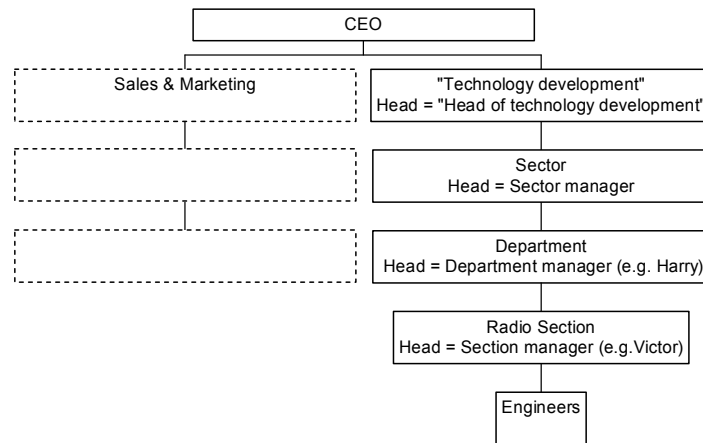 CEO
Sales & Marketing
"Technology development"
Head = "Head of technology development"
Sector
Head = Sector manager
Department
Head = Department manager (e.g. Harry)
Radio Section
Head = Section manager (e.g.Victor)
Engineers